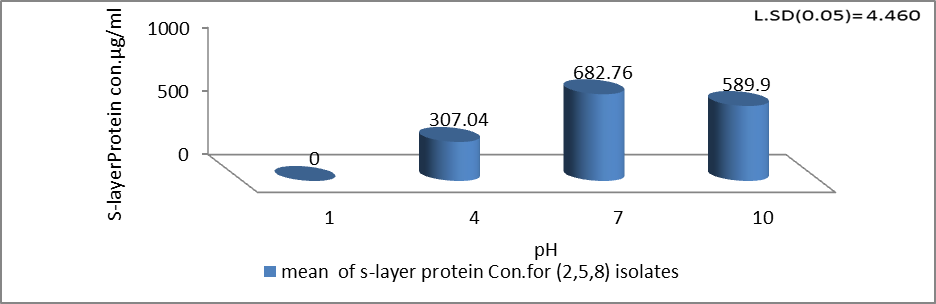 L.SD(0.05)=4.460
S-layerProtein con.µg/ml
1000
500
0
0
307.04
682.76
589.9
1
4
7
10
pH
mean of s-layer protein Con.for (2,5,8) isolates